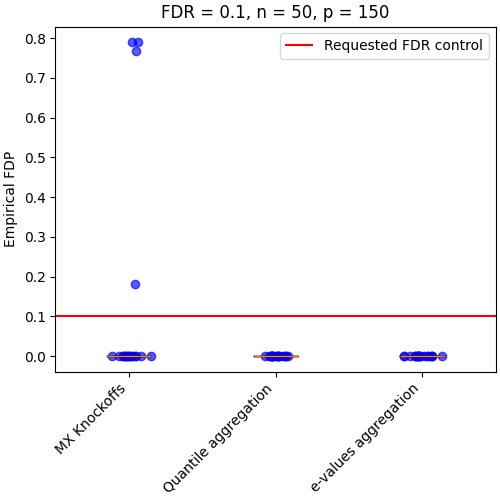 FDR = 0.1, n = 50, p = 150
Requested FDR control
Empirical FDP
0.8
0.7
0.6
0.5
0.4
0.3
0.2
0.1
0.0
MX Knockoffs
Quantile aggregation
e-values aggregation